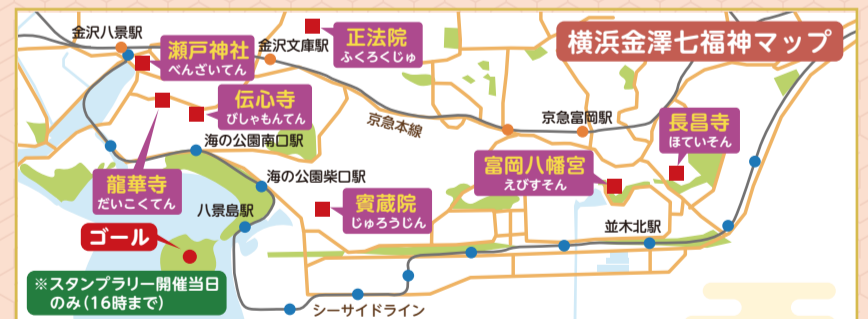 横浜金澤七福神マップ
金沢八景駅
瀬戸神社
べんざいてん
金沢文庫駅
正法院
ふくろくじゅ
伝心寺
びしゃもんてん
京急本線
京急富岡駅
長昌寺
ほていそん
海の公園南口駅
龍華寺
だいこくてん
海の公園柴口駅
富岡八幡宮
えびすそん
八景島駅
寳蔵院
じゅろうじん
並木北駅
ゴール
※スタンプラリー開催当日
のみ(16時まで)
シーサイドライン